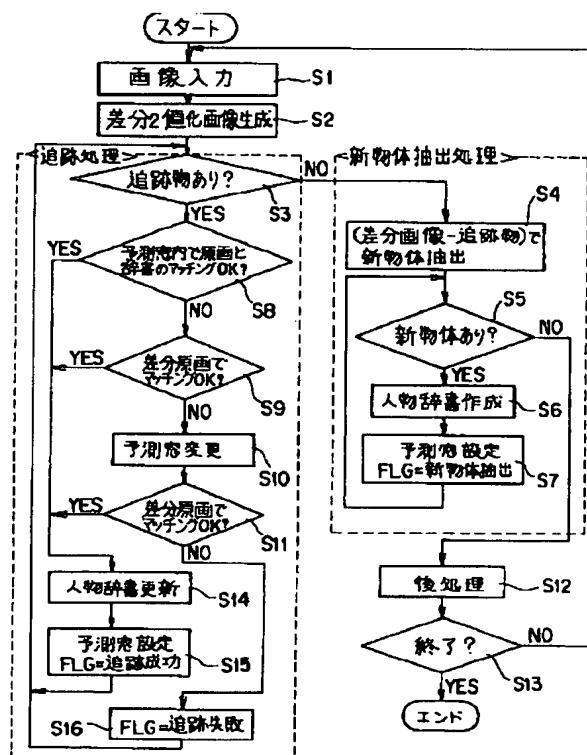 スタート
画像入力
S1
差分2値化画像生成
S2
追跡処理
追跡物あり?
S3
NO
YES
予測窓内で原画と
辞書のマッチングOK?
S8
YES
NO
差分原画で
マッチングOK?
S9
YES
NO
予測窓変更
S10
差分原画で
マッチングOK?
S11
YES
NO
人物辞書更新
S14
予測窓設定
FLG=追跡成功
S15
S16
FLG=追跡失敗
新物体抽出処理
S4
(差分画像-追跡物)で
新物体抽出
S5
新物体あり?
NO
YES
人物辞書作成
S6
予測窓設定
FLG=新物体抽出
S7
後処理
S12
終了?
NO
S13
YES
エンド